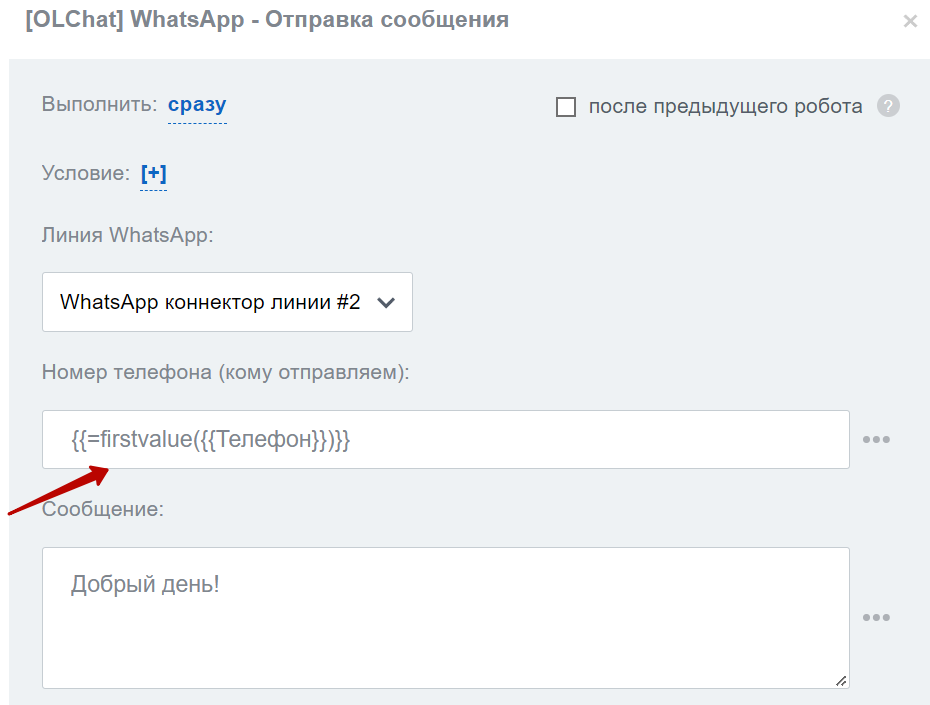 [OLChat] WhatsApp - Отправка сообщения
Выполнить: сразу
после предыдущего робота
?
Условие: [+]
Линия WhatsApp:
WhatsApp коннектор линии #2
Номер телефона (кому отправляем):
{{=firstvalue({{Телефон}})}}
Сообщение:
Добрый день!